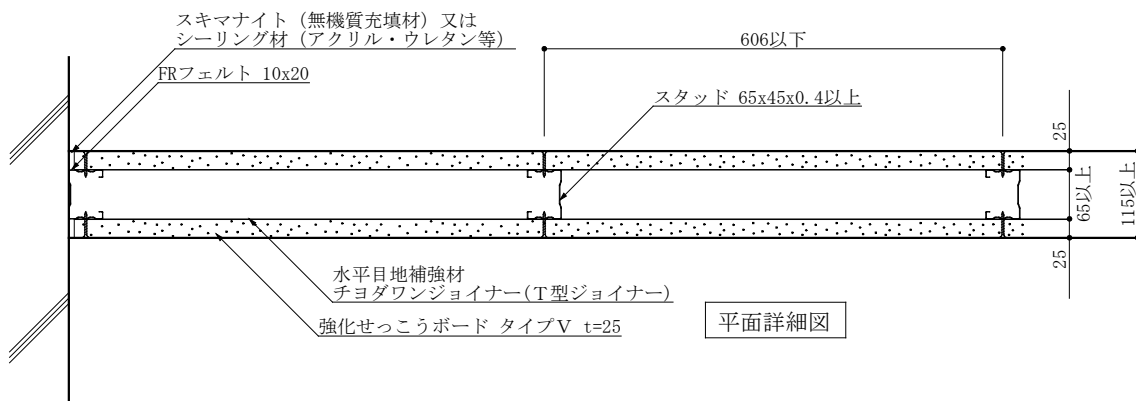 スキマナイト（無機質充填材）又は
シーリング材（アクリル・ウレタン等）
FRフェルト 10x20
606以下
スタッド 65x45x0.4以上
25
65以上
115以上
25
水平目地補強材
チヨダワンジョイナー(Ｔ型ジョイナー)
強化せっこうボード タイプＶ t=25
平面詳細図